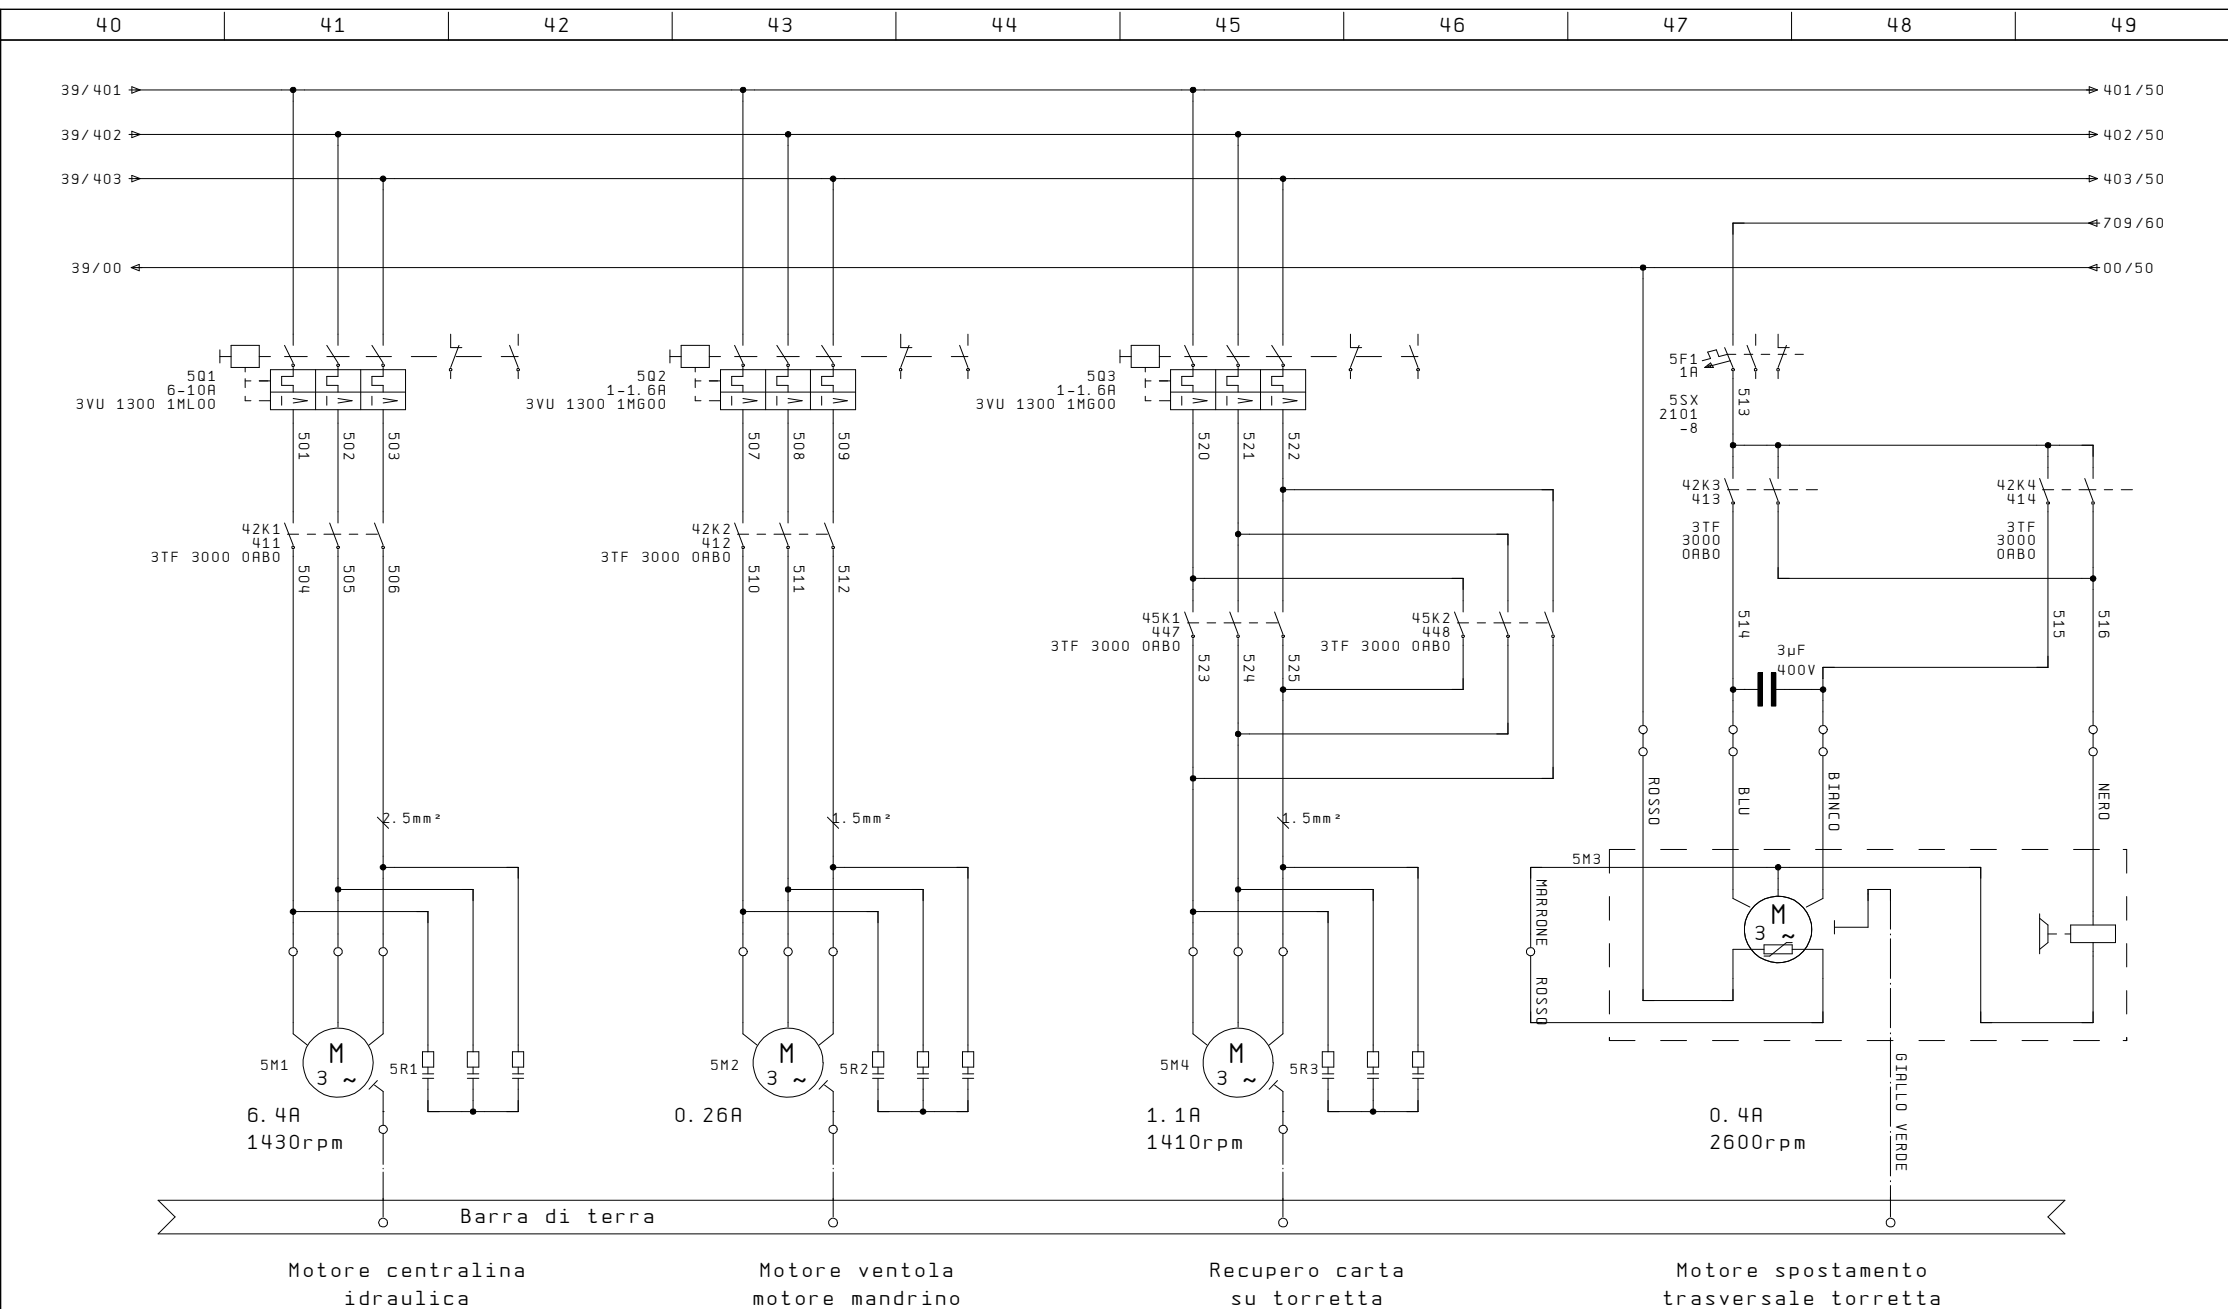 40 41 42 43 44 45 46 47 48 49
39/401 401/50
39/402 402/50
39/403 403/50
709/60
39/00 00/50
5Q1
6-10A
3VU 1300 1ML00
5Q2
1-1.6A
3VU 1300 1MG00
5Q3
1-1.6A
3VU 1300 1MG00
5F1
1A
5SX
2101
-8
513
501 502 503
507 508 509
520 521 522
42K1
411
3TF 3000 0AB0
42K2
412
3TF 3000 0AB0
42K3
413
3TF
3000
0AB0
42K4
414
3TF
3000
0AB0
504 505 506
510 511 512
45K1
447
3TF 3000 0AB0
45K2
448
3TF 3000 0AB0
523 524 525
514
515
516
3µF
400V
ROSSO
BLU
BIANCO
NERO
2.5mm²
1.5mm²
1.5mm²
5M3
MARRONE
ROSSO
M
3 ~
5M1
M
3 ~
5R1
5M2
M
3 ~
5R2
5M4
M
3 ~
5R3
GIALLO VERDE
6.4A
1430rpm
0.26A
1.1A
1410rpm
0.4A
2600rpm
Barra di terra
Motore centralina
idraulica
Motore ventola
motore mandrino
Recupero carta
su torretta
Motore spostamento
trasversale torretta